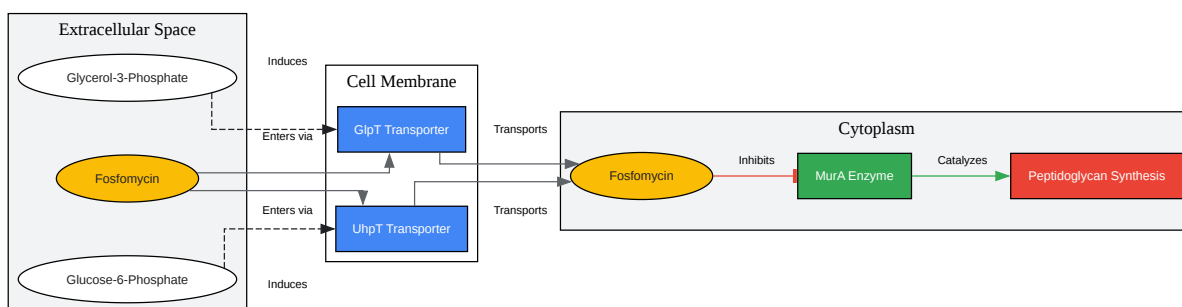 Extracellular Space
Glycerol-3-Phosphate
Fosfomycin
Glucose-6-Phosphate
Induces
Enters via
Enters via
Induces
Cell Membrane
GlpT Transporter
UhpT Transporter
Transports
Transports
Cytoplasm
Fosfomycin
Inhibits
MurA Enzyme
Catalyzes
Peptidoglycan Synthesis